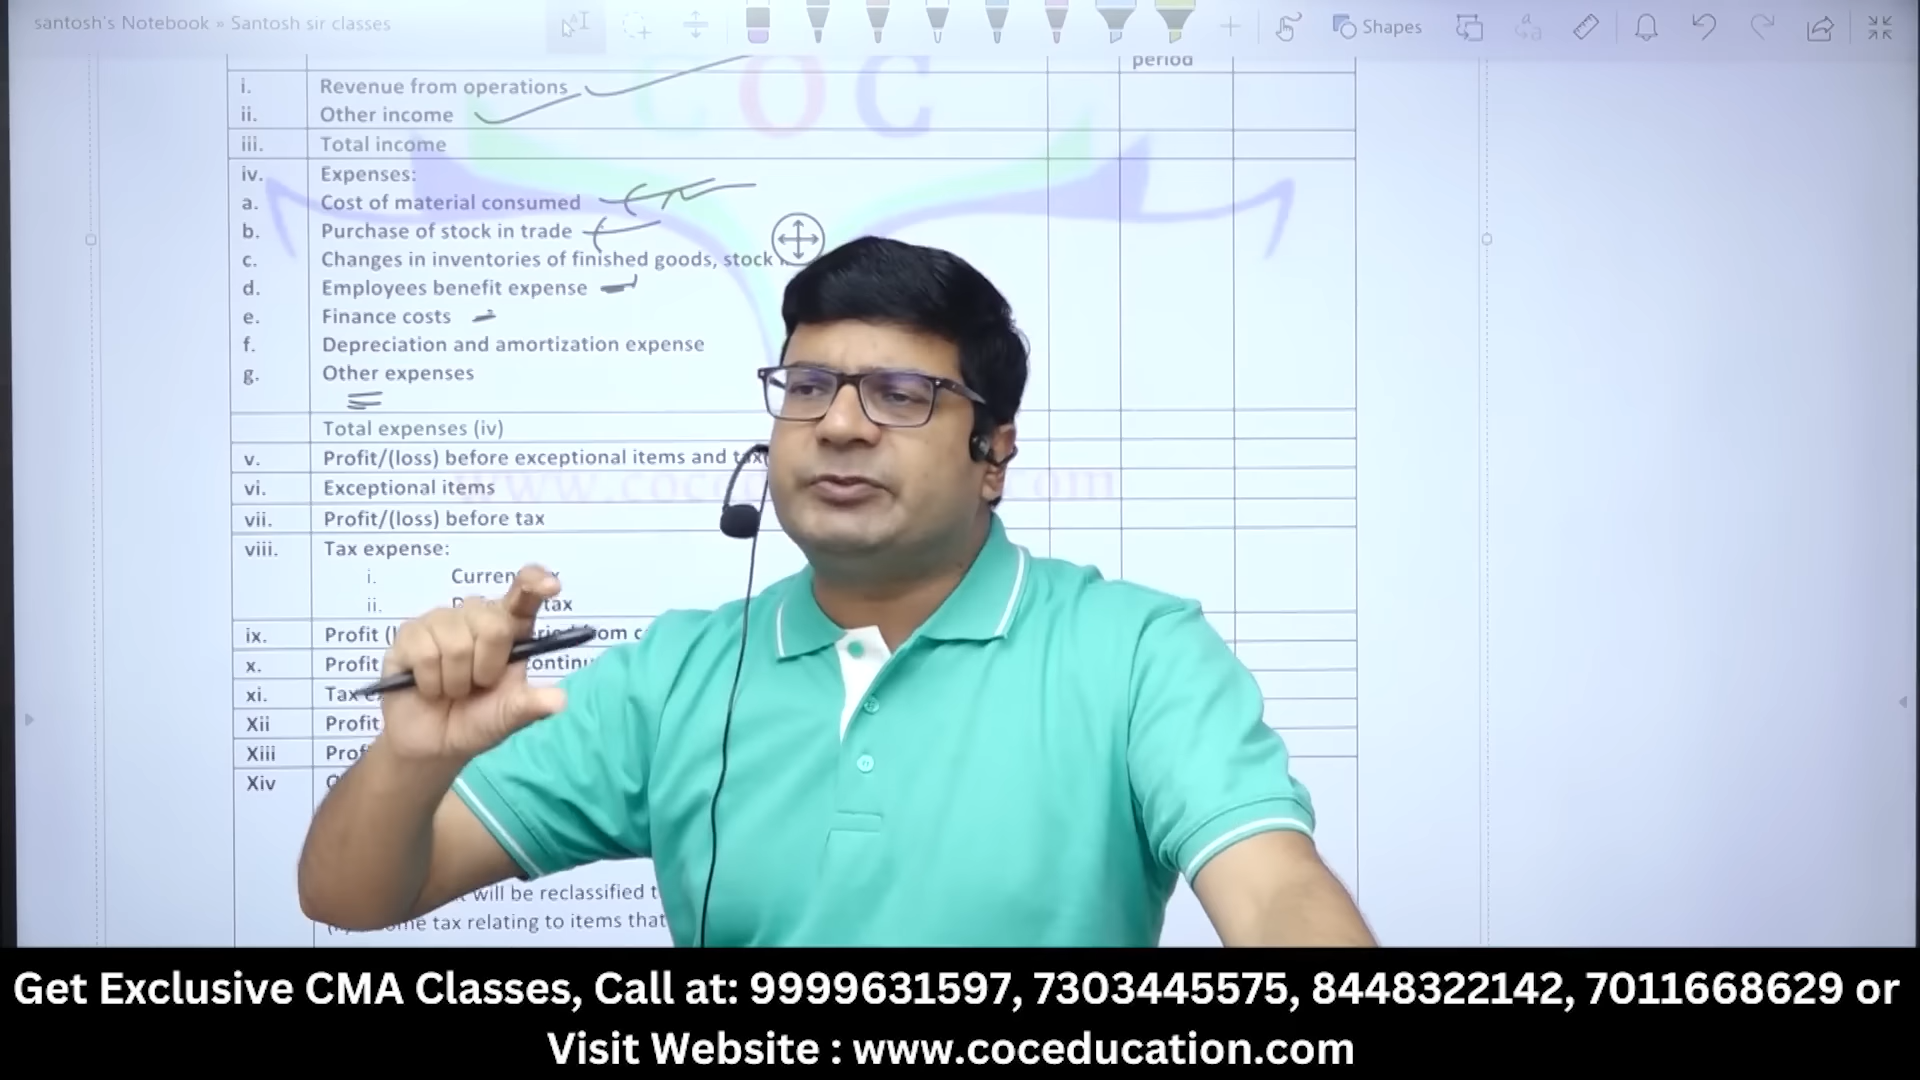 santosh's Notebook » Santosh sir classes
Shapes
COC
period
i. Revenue from operations
ii. Other income
iii. Total income
iv. Expenses:
a. Cost of material consumed
b. Purchase of stock in trade
c. Changes in inventories of finished goods, stock
d. Employees benefit expense
e. Finance costs
f. Depreciation and amortization expense
g. Other expenses
Total expenses (iv)
v. Profit/(loss) before exceptional items and tax
vi. Exceptional items
vii. Profit/(loss) before tax
viii. Tax expense:
i. Current
ii. tax
ix. Profit
x. Profit
xi. Tax
Xii Profit
Xiii
Xiv
will be reclassified
tax relating to items that
Get Exclusive CMA Classes, Call at: 9999631597, 7303445575, 8448322142, 7011668629 or
Visit Website : www.coceducation.com